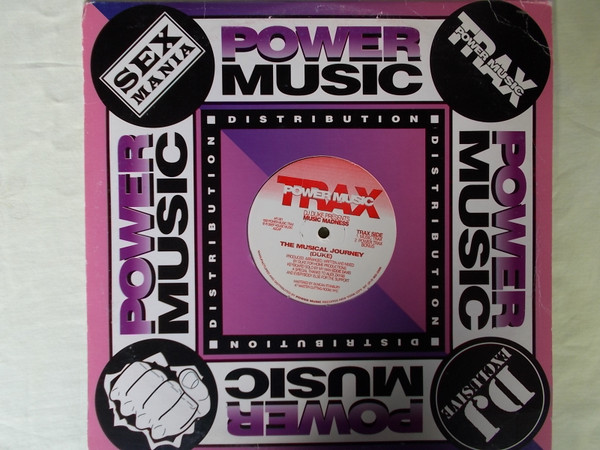 SEX
MANIA
POWER
MUSIC
TRAX
POWER MUSIC
POWER
MUSIC
DISTRIBUTION
DISTRIBUTION
DISTRIBUTION
DISTRIBUTION
POWER
MUSIC
TRAX
POWER MUSIC
DJ DUKE PRESENTS
MUSIC MADNESS
TRAX SIDE
THE MUSICAL JOURNEY
(DUKE)
POWER
MUSIC
DJ
EXCLUSIVE